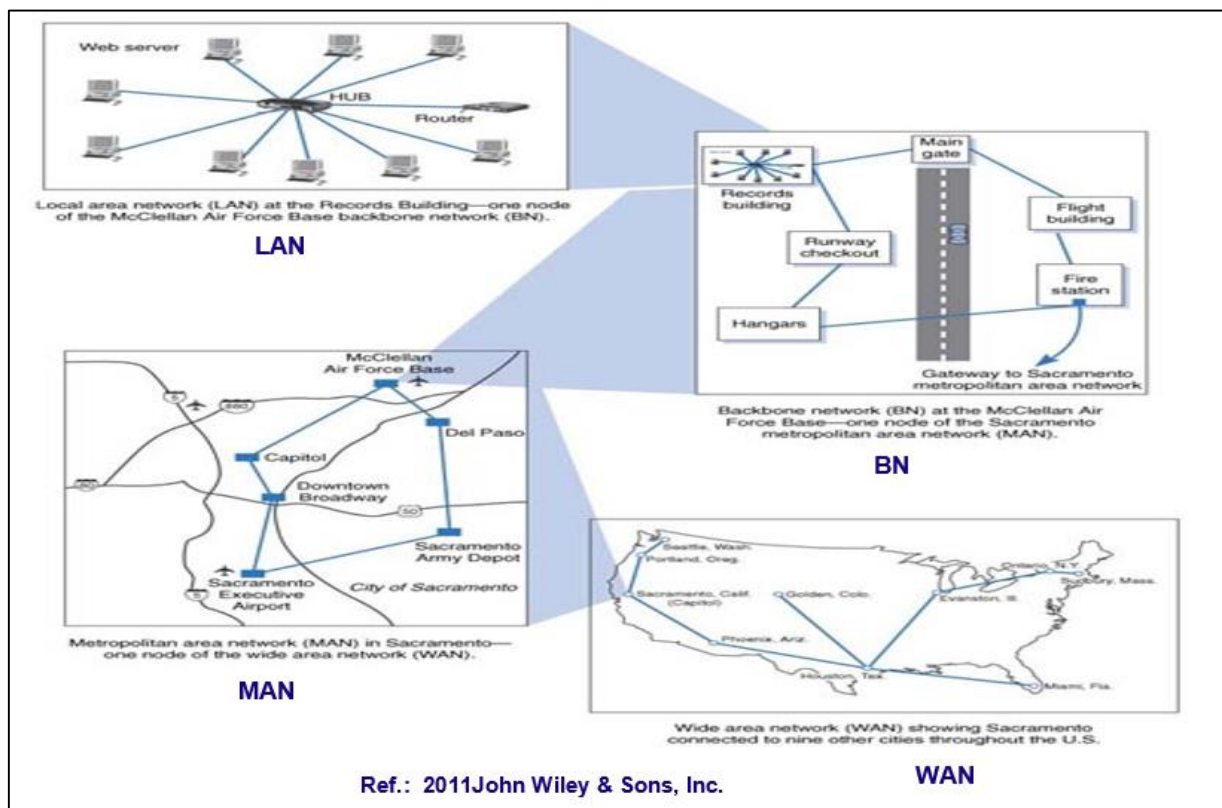 Web server
HUB
Router
Local area network (LAN) at the Records Building—one node
of the McClellan Air Force Base backbone network (BN).
LAN
Main
gate
Records
building
Flight
building
Runway
checkout
Fire
station
Hangars
Gateway to Sacramento
metropolitan area network
Backbone network (BN) at the McClellan Air
Force Base—one node of the Sacramento
metropolitan area network (MAN).
BN
McClellan
Air Force Base
5
880
Del Paso
Capitol
80
Downtown
Broadway
50
Sacramento
Army Depot
Sacramento
Executive
Airport
City of Sacramento
5
Metropolitan area network (MAN) in Sacramento—
one node of the wide area network (WAN).
MAN
Seattle, Wash.
Portland, Oreg.
Ontario, N.Y.
Sudbury, Mass.
Sacramento, Calif.
(Capitol)
Golden, Colo.
Evanston, Ill.
Phoenix, Ariz.
Houston, Tex.
Miami, Fla.
Wide area network (WAN) showing Sacramento
connected to nine other cities throughout the U.S.
WAN
Ref.: 2011John Wiley & Sons, Inc.